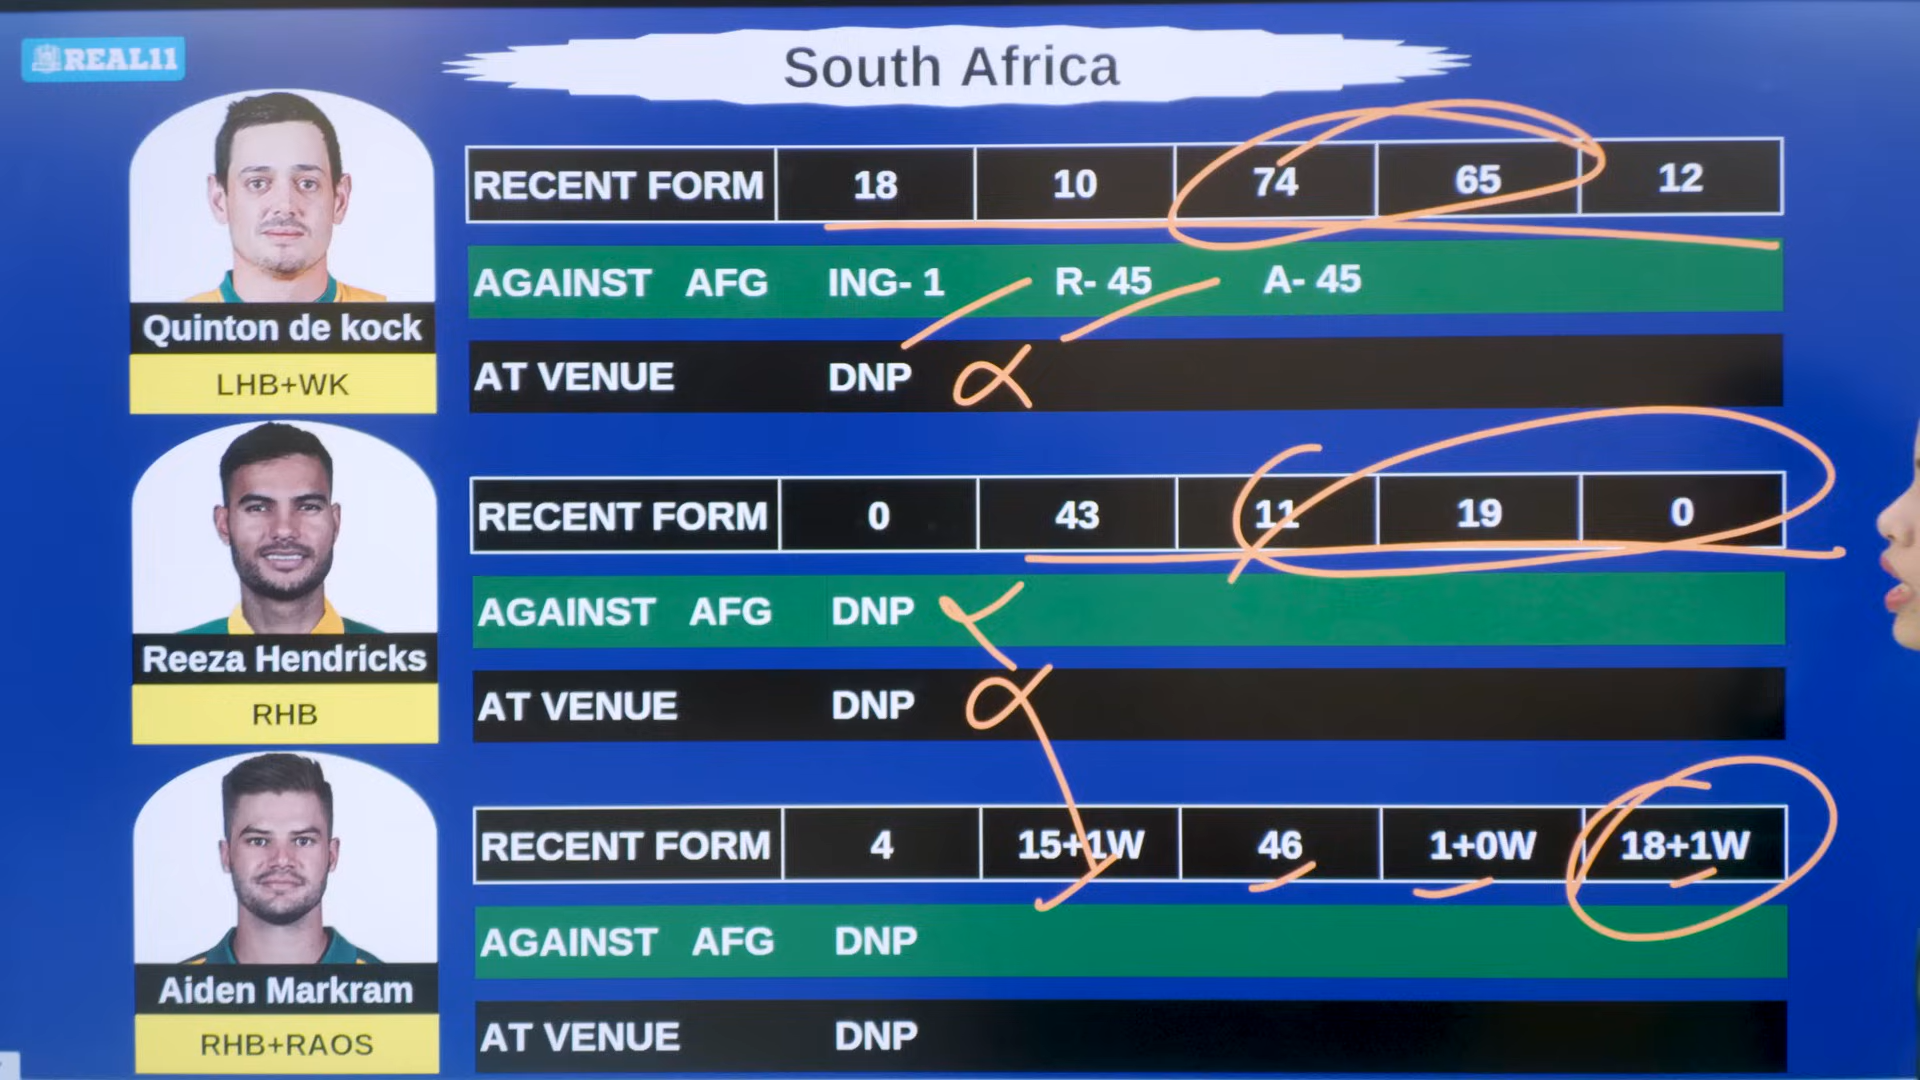 REAL11
South Africa
RECENT FORM 18 10 74 65 12
AGAINST AFG ING- 1 R- 45 A- 45
AT VENUE DNP
Quinton de kock
LHB+WK
RECENT FORM 0 43 11 19 0
AGAINST AFG DNP
AT VENUE DNP
Reeza Hendricks
RHB
RECENT FORM 4 15+1W 46 1+0W 18+1W
AGAINST AFG DNP
AT VENUE DNP
Aiden Markram
RHB+RAOS